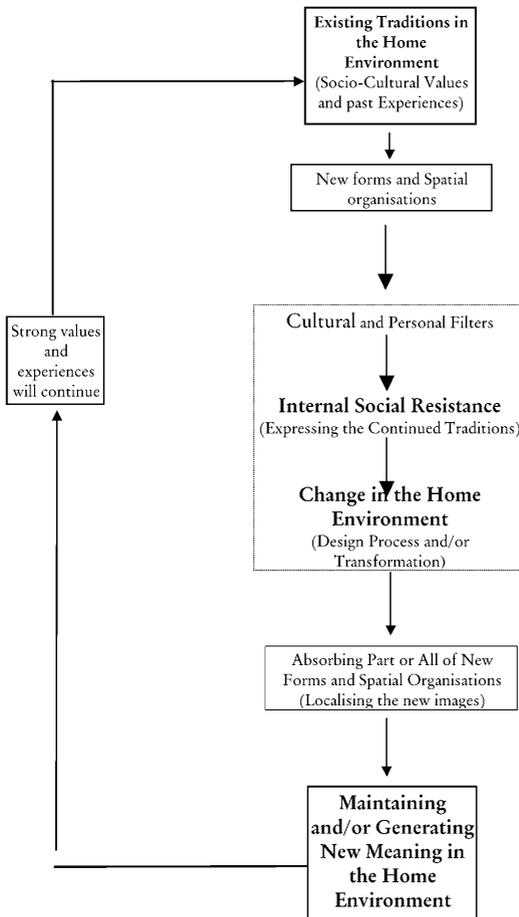 Existing Traditions in
the Home
Environment
(Socio-Cultural Values
and past Experiences)
New forms and Spatial
organisations
Cultural and Personal Filters
Strong values
and
experiences
will continue
Internal Social Resistance
(Expressing the Continued Traditions)
Change in the Home
Environment
(Design Process and/or
Transformation)
Absorbing Part or All of New
Forms and Spatial Organisations
(Localising the new images)
Maintaining
and/or Generating
New Meaning in
the Home
Environment